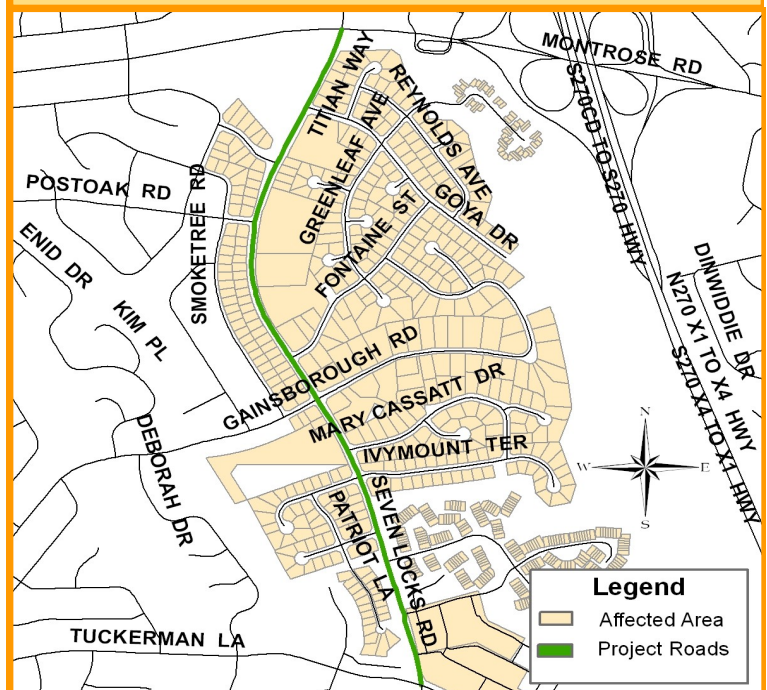 MONTROSE RD
TITIAN WAY
REYNOLDS AVE
S270CD TO S270 HWY
GREENLEAF AVE
POSTOAK RD
SMOKETREE RD
GOYA DR
FONTAINE ST
ENID DR
DINWIDDIE DR
N270 X1 TO X4 HWY
KIM PL
GAINSBOROUGH RD
S270 X4 TO X1 HWY
MARY CASSATT DR
DEBORAH DR
IVYMOUNT TER
N
W
E
S
SEVEN LOCKS RD
PATRIOT LA
TUCKERMAN LA
Legend
Affected Area
Project Roads